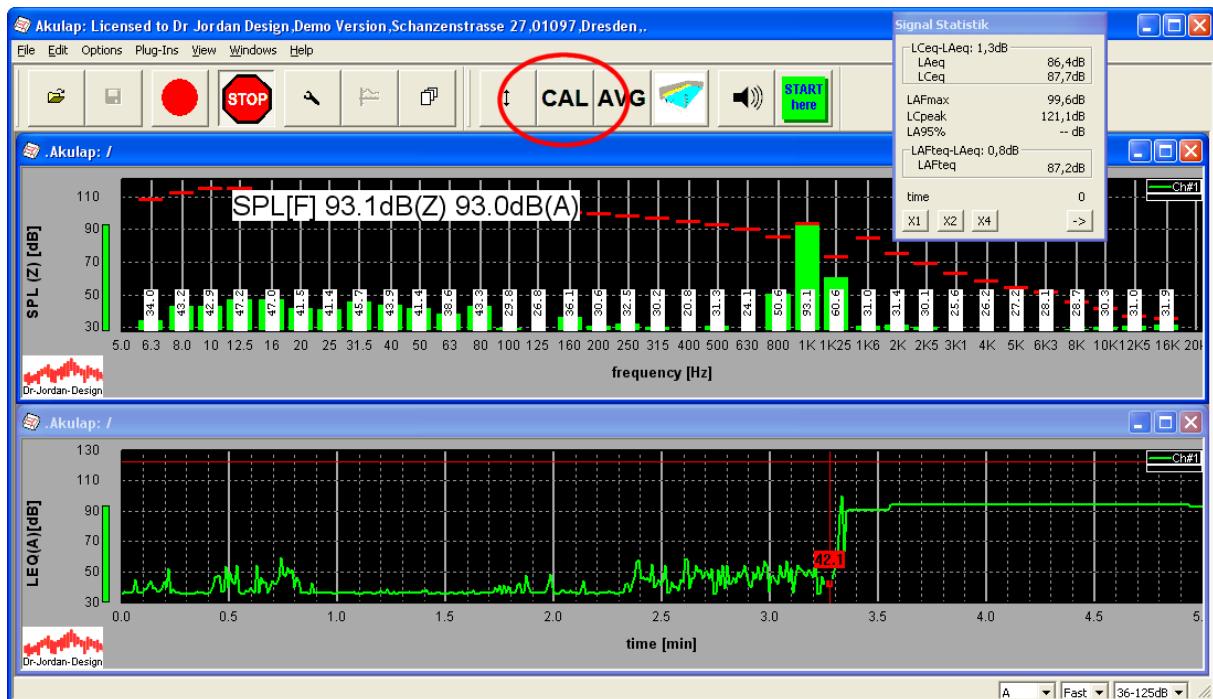 Akulap: Licensed to Dr Jordan Design,Demo Version,Schanzenstrasse 27,01097,Dresden,.
File Edit Options Plug-Ins View Windows Help
STOP
CAL
AVG
START
here
Signal Statistik
LCeq-LAeq: 1,3dB
LAeq 86,4dB
LCeq 87,7dB
LAFmax 99,6dB
LCpeak 121,1dB
LA95% -- dB
LAFteq-LAeq: 0,8dB
LAFteq 87,2dB
time 0
X1 X2 X4 ->
.Akulap: /
SPL[F] 93.1dB(Z) 93.0dB(A)
Ch#1
SPL (Z) [dB]
110
90
70
50
30
34.0 43.2 42.9 47.2 47.0 41.5 41.4 45.7 43.9 41.4 38.6 43.3 29.8 26.8 36.1 30.6 32.5 30.2 20.8 31.3 24.1 50.6 93.1 60.6 31.0 31.4 30.1 25.6 26.2 27.2 28.1 28.7 30.3 31.0 31.9
5.0 6.3 8.0 10 12.5 16 20 25 31.5 40 50 63 80 100 125 160 200 250 315 400 500 630 800 1K 1K25 1K6 2K 2K5 3K1 4K 5K 6K3 8K 10K 12K5 16K 20
frequency [Hz]
Dr-Jordan-Design
.Akulap: /
Ch#1
LEQ(A)[dB]
130
110
90
70
50
30
42.1
0.0 0.5 1.0 1.5 2.0 2.5 3.0 3.5 4.0 4.5 5.
time [min]
Dr-Jordan-Design
A Fast 36-125dB